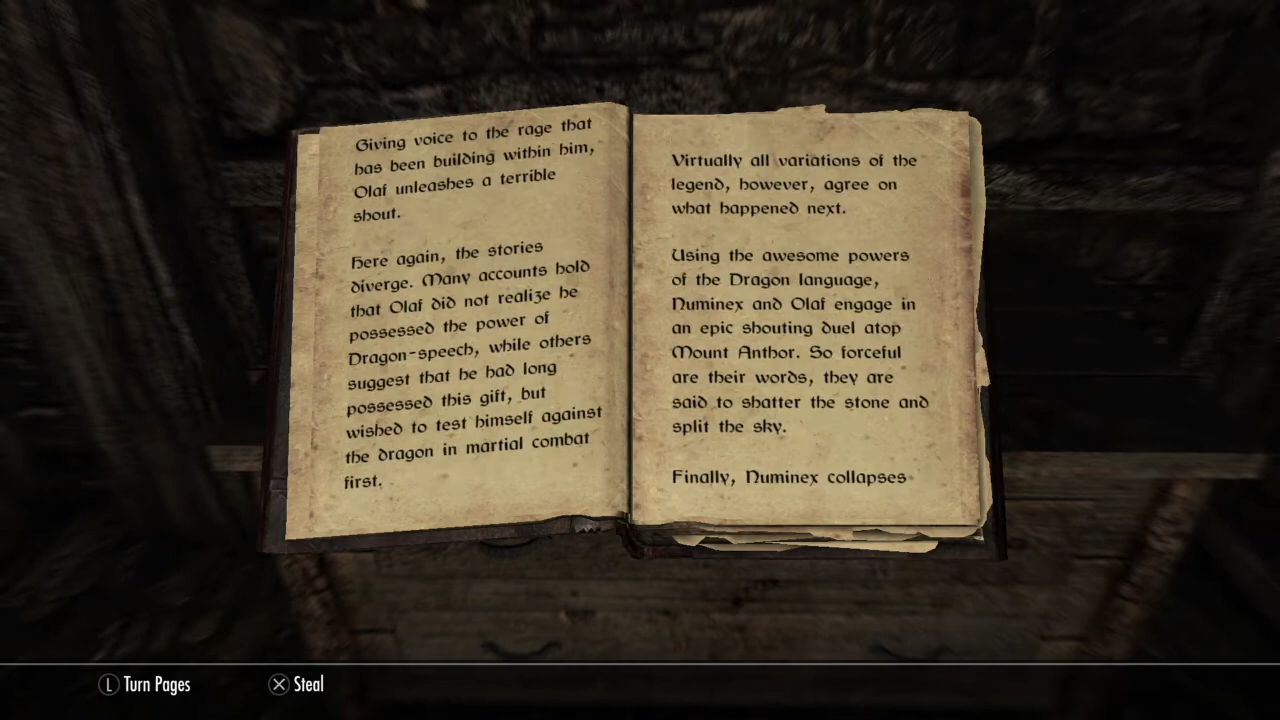 Giving voice to the rage that
has been building within him,
Olaf unleashes a terrible
shout.
Here again, the stories
diverge. Many accounts hold
that Olaf did not realize he
possessed the power of
Dragon-speech, while others
suggest that he had long
possessed this gift, but
wished to test himself against
the dragon in martial combat
first.
Virtually all variations of the
legend, however, agree on
what happened next.
Using the awesome powers
of the Dragon language,
Numinex and Olaf engage in
an epic shouting duel atop
Mount Anthor. So forceful
are their words, they are
said to shatter the stone and
split the sky.
Finally, Numinex collapses
L Turn Pages
X Steal